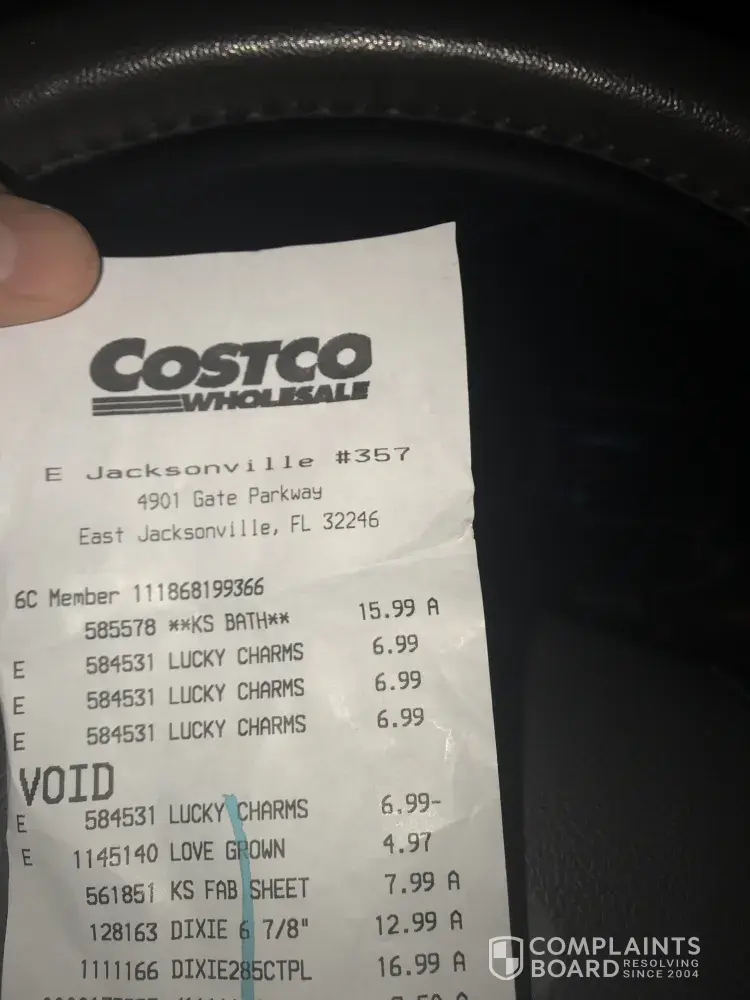 COSTCO
WHOLESALE
E Jacksonville #357
4901 Gate Parkway
East Jacksonville, FL 32246
6C Member 111868199366
585578 **KS BATH** 15.99 A
E 584531 LUCKY CHARMS 6.99
E 584531 LUCKY CHARMS 6.99
E 584531 LUCKY CHARMS 6.99
VOID
E 584531 LUCKY CHARMS 6.99-
E 1145140 LOVE GROWN 4.97
561851 KS FAB SHEET 7.99 A
128163 DIXIE 6 7/8" 12.99 A
1111166 DIXIE285CTPL 16.99 A
COMPLAINTS
BOARD RESOLVING
SINCE 2004